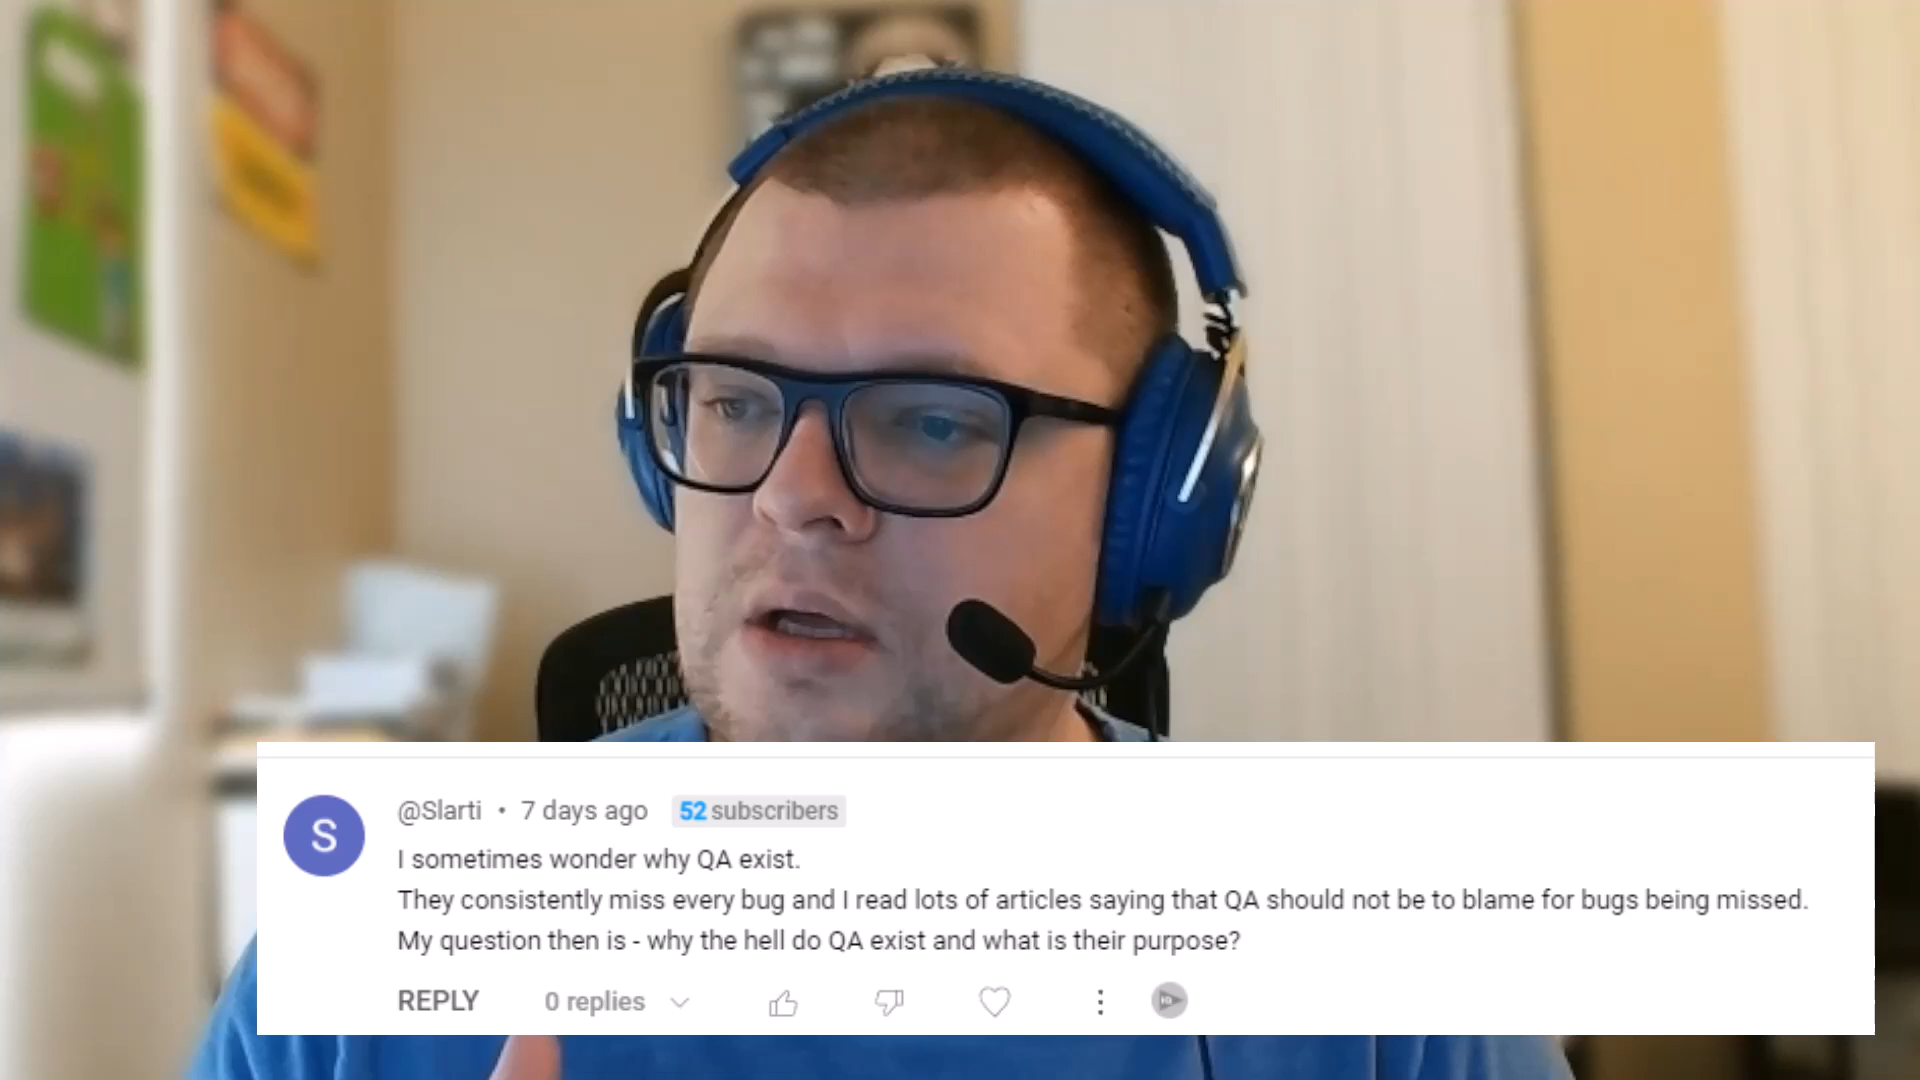 @Slarti • 7 days ago 52 subscribers
I sometimes wonder why QA exist.
They consistently miss every bug and I read lots of articles saying that QA should not be to blame for bugs being missed.
My question then is - why the hell do QA exist and what is their purpose?
REPLY 0 replies
S